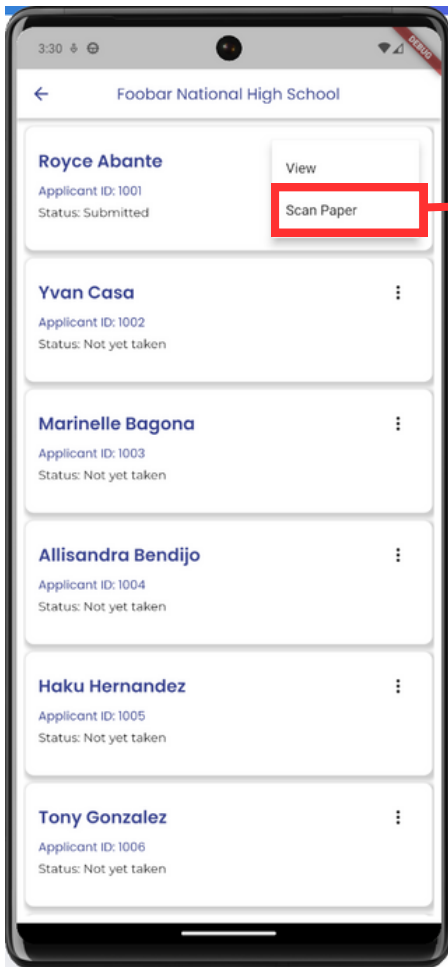 3:30
DEBUG
Foobar National High School
Royce Abante
Applicant ID: 1001
Status: Submitted
View
Scan Paper
Yvan Casa
Applicant ID: 1002
Status: Not yet taken
Marinelle Bagona
Applicant ID: 1003
Status: Not yet taken
Allisandra Bendijo
Applicant ID: 1004
Status: Not yet taken
Haku Hernandez
Applicant ID: 1005
Status: Not yet taken
Tony Gonzalez
Applicant ID: 1006
Status: Not yet taken